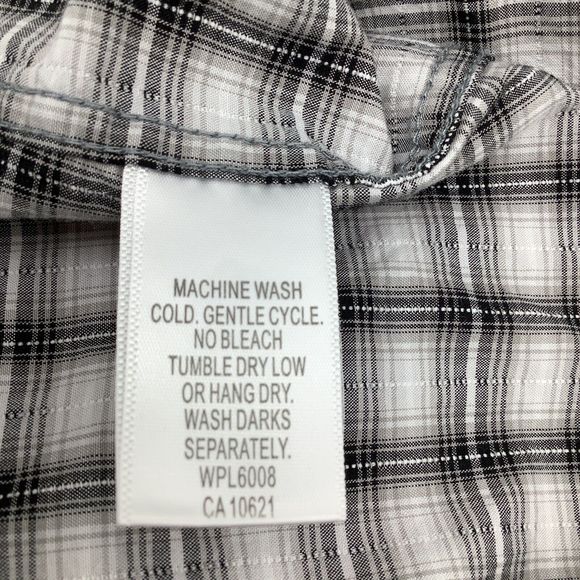 MACHINE WASH
COLD. GENTLE CYCLE.
NO BLEACH
TUMBLE DRY LOW
OR HANG DRY.
WASH DARKS
SEPARATELY.
WPL6008
CA 10621